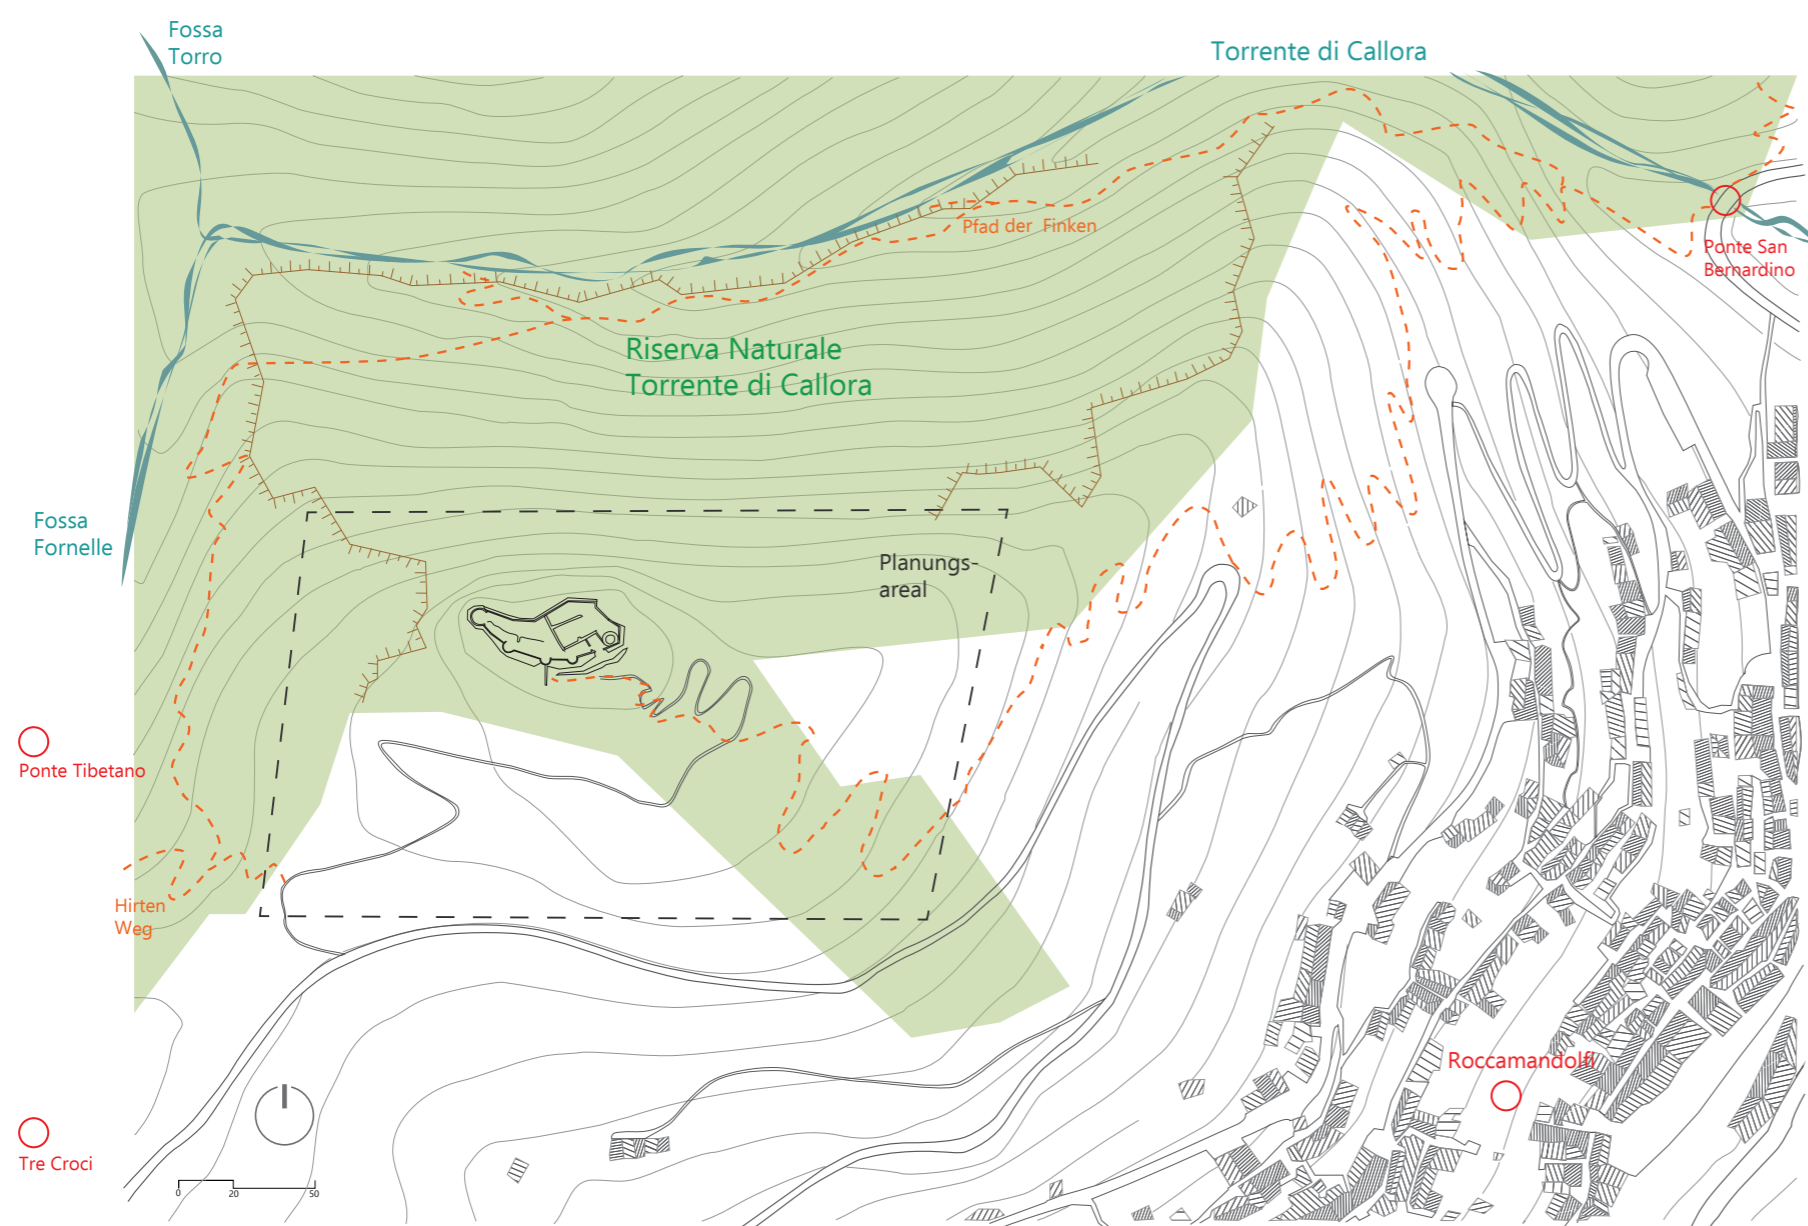 Fossa
Torro
Torrente di Callora
Pfad der Finken
Ponte San
Bernardino
Riserva Naturale
Torrente di Callora
Fossa
Fornelle
Planungs-
areal
Ponte Tibetano
Hirten
Weg
Roccamandolfi
Tre Croci
0 20 50